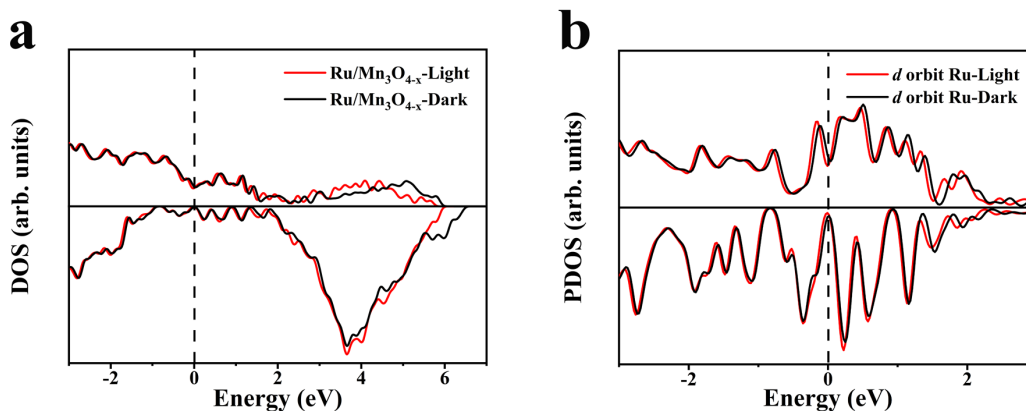 a
Ru/Mn3O4-x-Light
Ru/Mn3O4-x-Dark
DOS (arb. units)
-2 0 2 4 6
Energy (eV)
b
d orbit Ru-Light
d orbit Ru-Dark
PDOS (arb. units)
-2 0 2
Energy (eV)